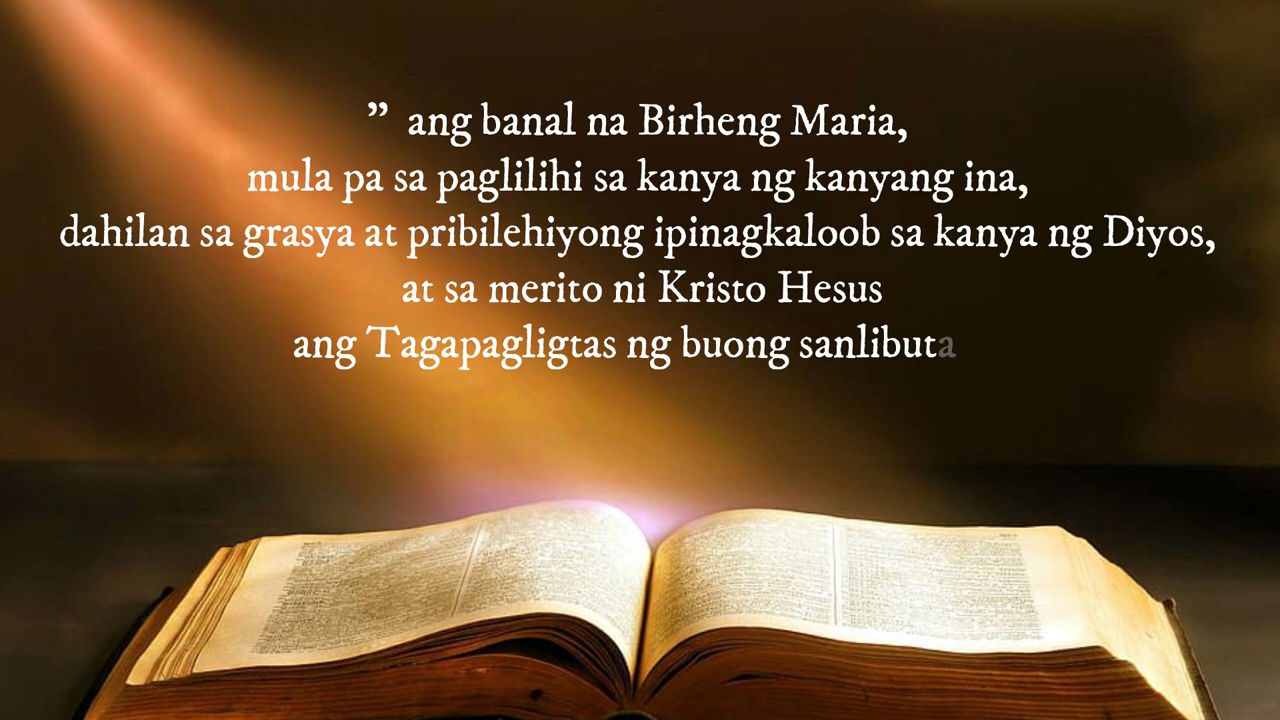 ” ang banal na Birheng Maria,
mula pa sa paglilihi sa kanya ng kanyang ina,
dahilan sa grasya at pribilehiyong ipinagkaloob sa kanya ng Diyos,
at sa merito ni Kristo Hesus
ang Tagapagligtas ng buong sanlibuta